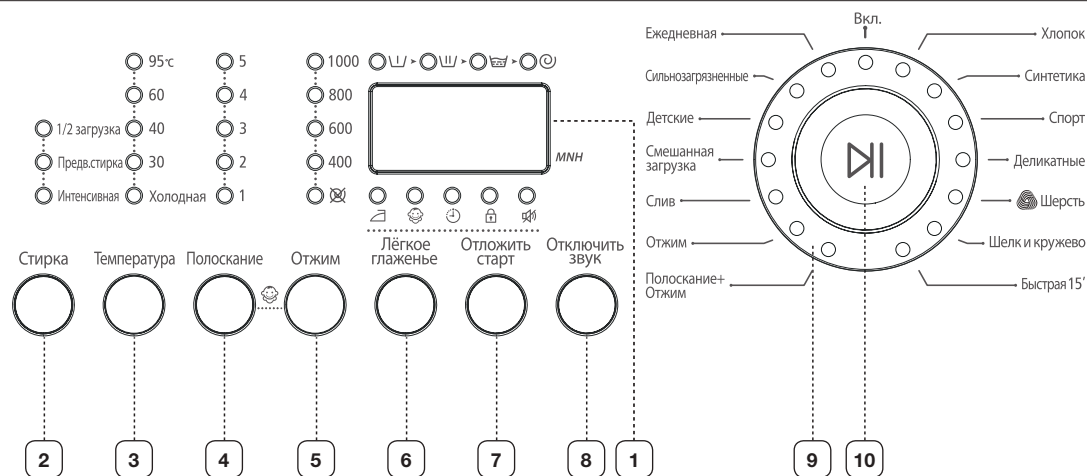 95°c
60
1/2 загрузка
40
Предв.стирка
30
Интенсивная
Холодная
5
4
3
2
1
1000
800
600
400
MNH
Стирка
Температура
Полоскание
Отжим
Лёгкое
глаженье
Отложить
старт
Отключить
звук
Вкл.
Ежедневная
Сильнозагрязненные
Детские
Смешанная
загрузка
Слив
Отжим
Полоскание+
Отжим
Хлопок
Синтетика
Спорт
Деликатные
Шерсть
Шелк и кружево
Быстрая 15’
2
3
4
5
6
7
8
1
9
10